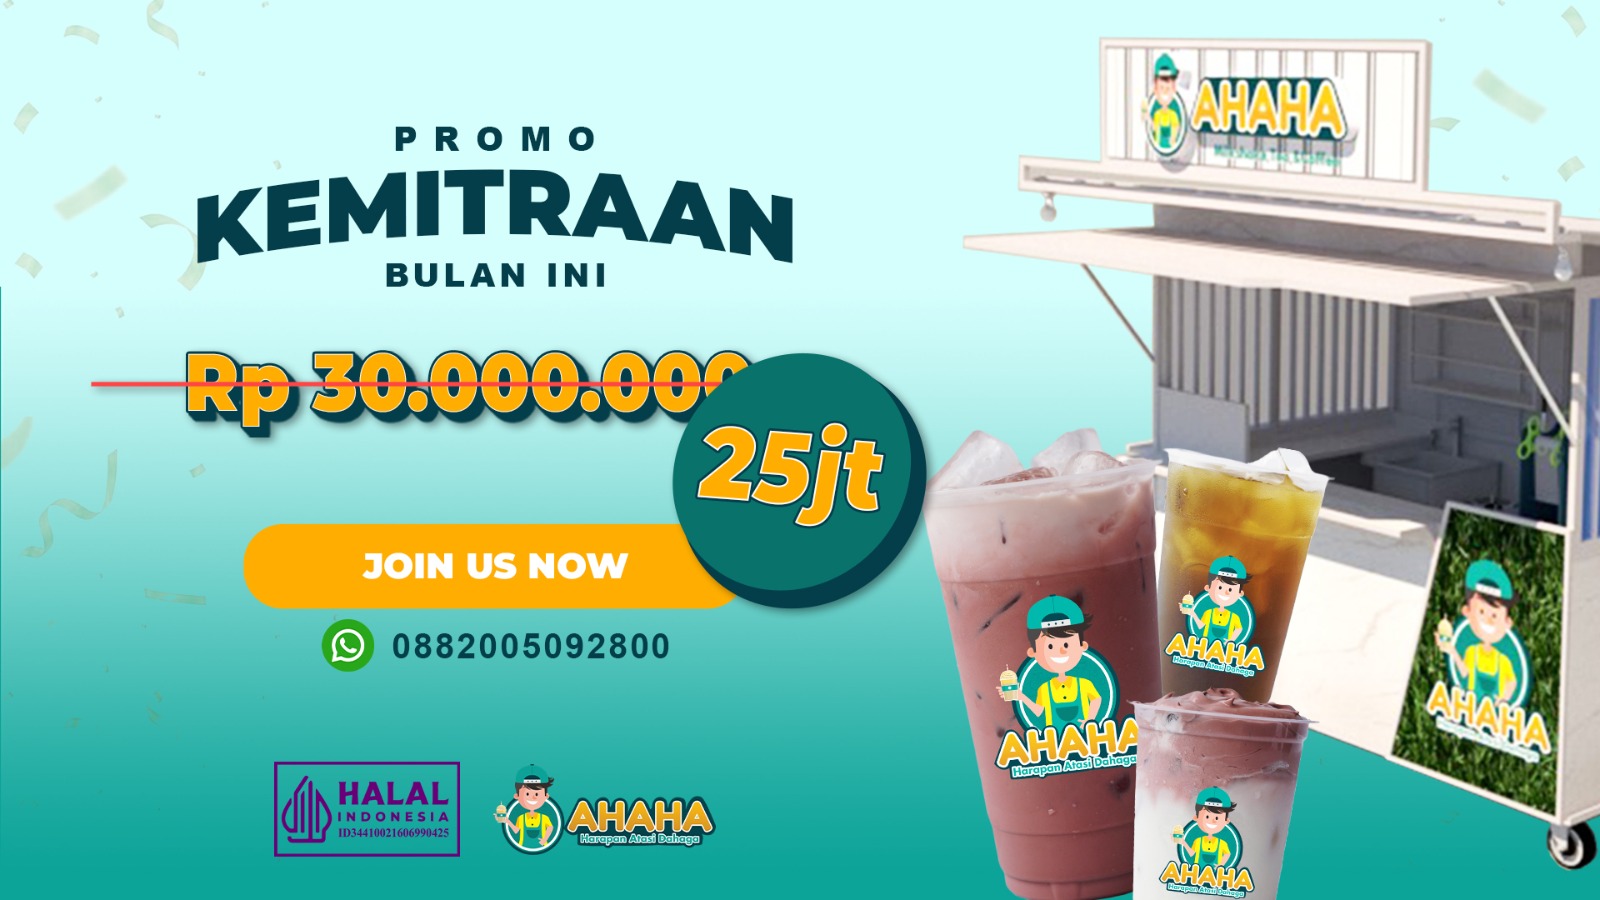 PROMO
KEMITRAAN
BULAN INI
Rp 30.000.000
25jt
JOIN US NOW
0882005092800
HALAL
INDONESIA
ID34410021606990425
AHAHA
Harapan Atasi Dahaga
AHAHA
AHAHA
Harapan Atasi Dahaga
AHAHA
Harapan Atasi Dahaga
AHAHA
Harapan Atasi Dahaga
AHAHA